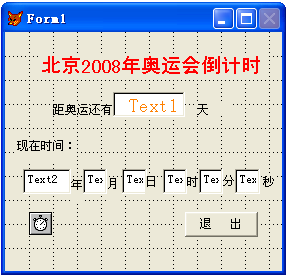 Form1
北京2008年奥运会倒计时
距奥运还有 Text1 天
现在时间：
Text2 年 Tex 月 Tex 日 Tex 时 Tex 分 Tex 秒
退 出